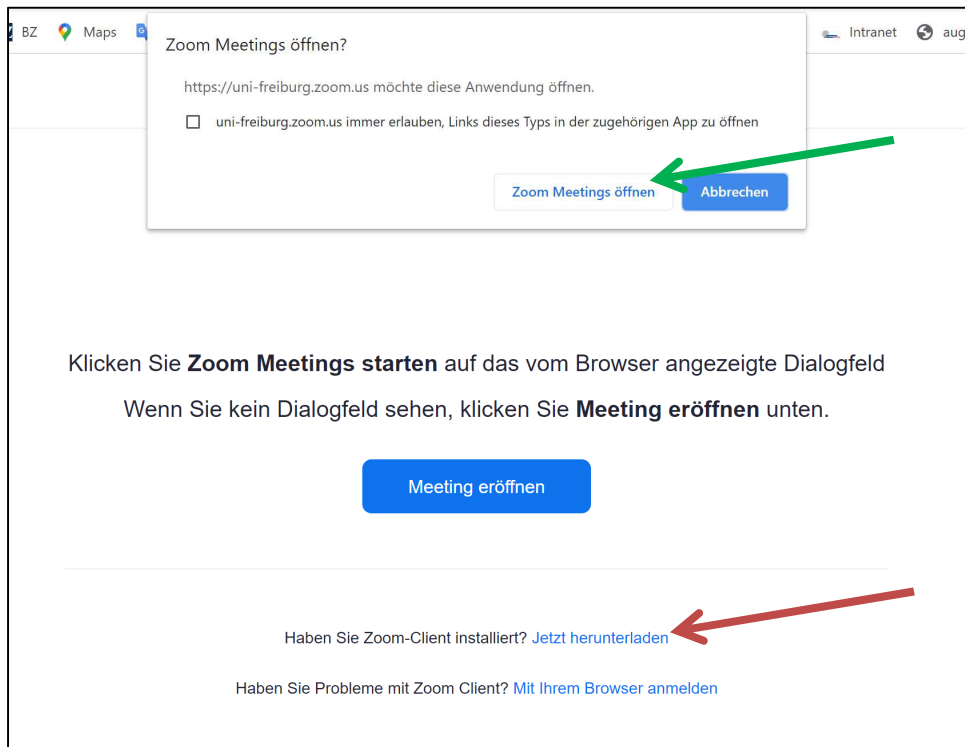 BZ Maps Intranet aug
Zoom Meetings öffnen?
https://uni-freiburg.zoom.us möchte diese Anwendung öffnen.
uni-freiburg.zoom.us immer erlauben, Links dieses Typs in der zugehörigen App zu öffnen
Zoom Meetings öffnen Abbrechen
Klicken Sie Zoom Meetings starten auf das vom Browser angezeigte Dialogfeld
Wenn Sie kein Dialogfeld sehen, klicken Sie Meeting eröffnen unten.
Meeting eröffnen
Haben Sie Zoom-Client installiert? Jetzt herunterladen
Haben Sie Probleme mit Zoom Client? Mit Ihrem Browser anmelden